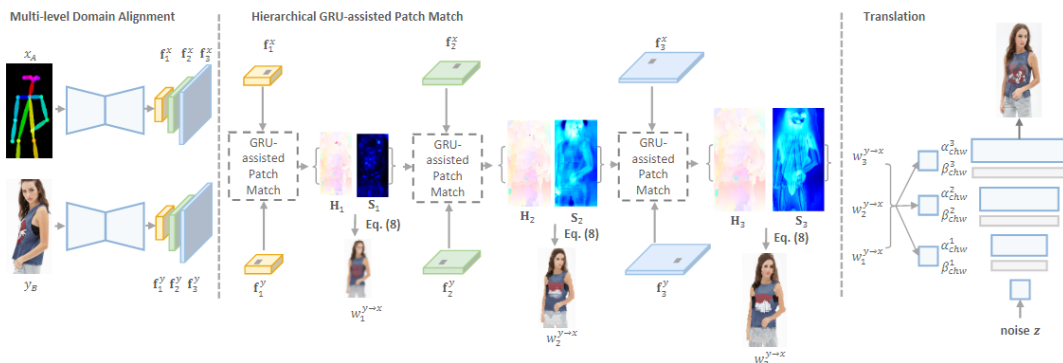 Multi-level Domain Alignment
Hierarchical GRU-assisted Patch Match
Translation
x_A
f_1^x f_2^x f_3^x
y_B
f_1^y f_2^y f_3^y
f_1^x
GRU-
assisted
Patch
Match
f_1^y
H_1 S_1
Eq. (8)
w_1^{y→x}
f_2^x
GRU-
assisted
Patch
Match
f_2^y
H_2 S_2
Eq. (8)
w_2^{y→x}
f_3^x
GRU-
assisted
Patch
Match
f_3^y
H_3 S_3
Eq. (8)
w_2^{y→x}
w_3^{y→x}
w_2^{y→x}
w_1^{y→x}
α_{chw}^3
β_{chw}^3
α_{chw}^2
β_{chw}^2
α_{chw}^1
β_{chw}^1
noise z